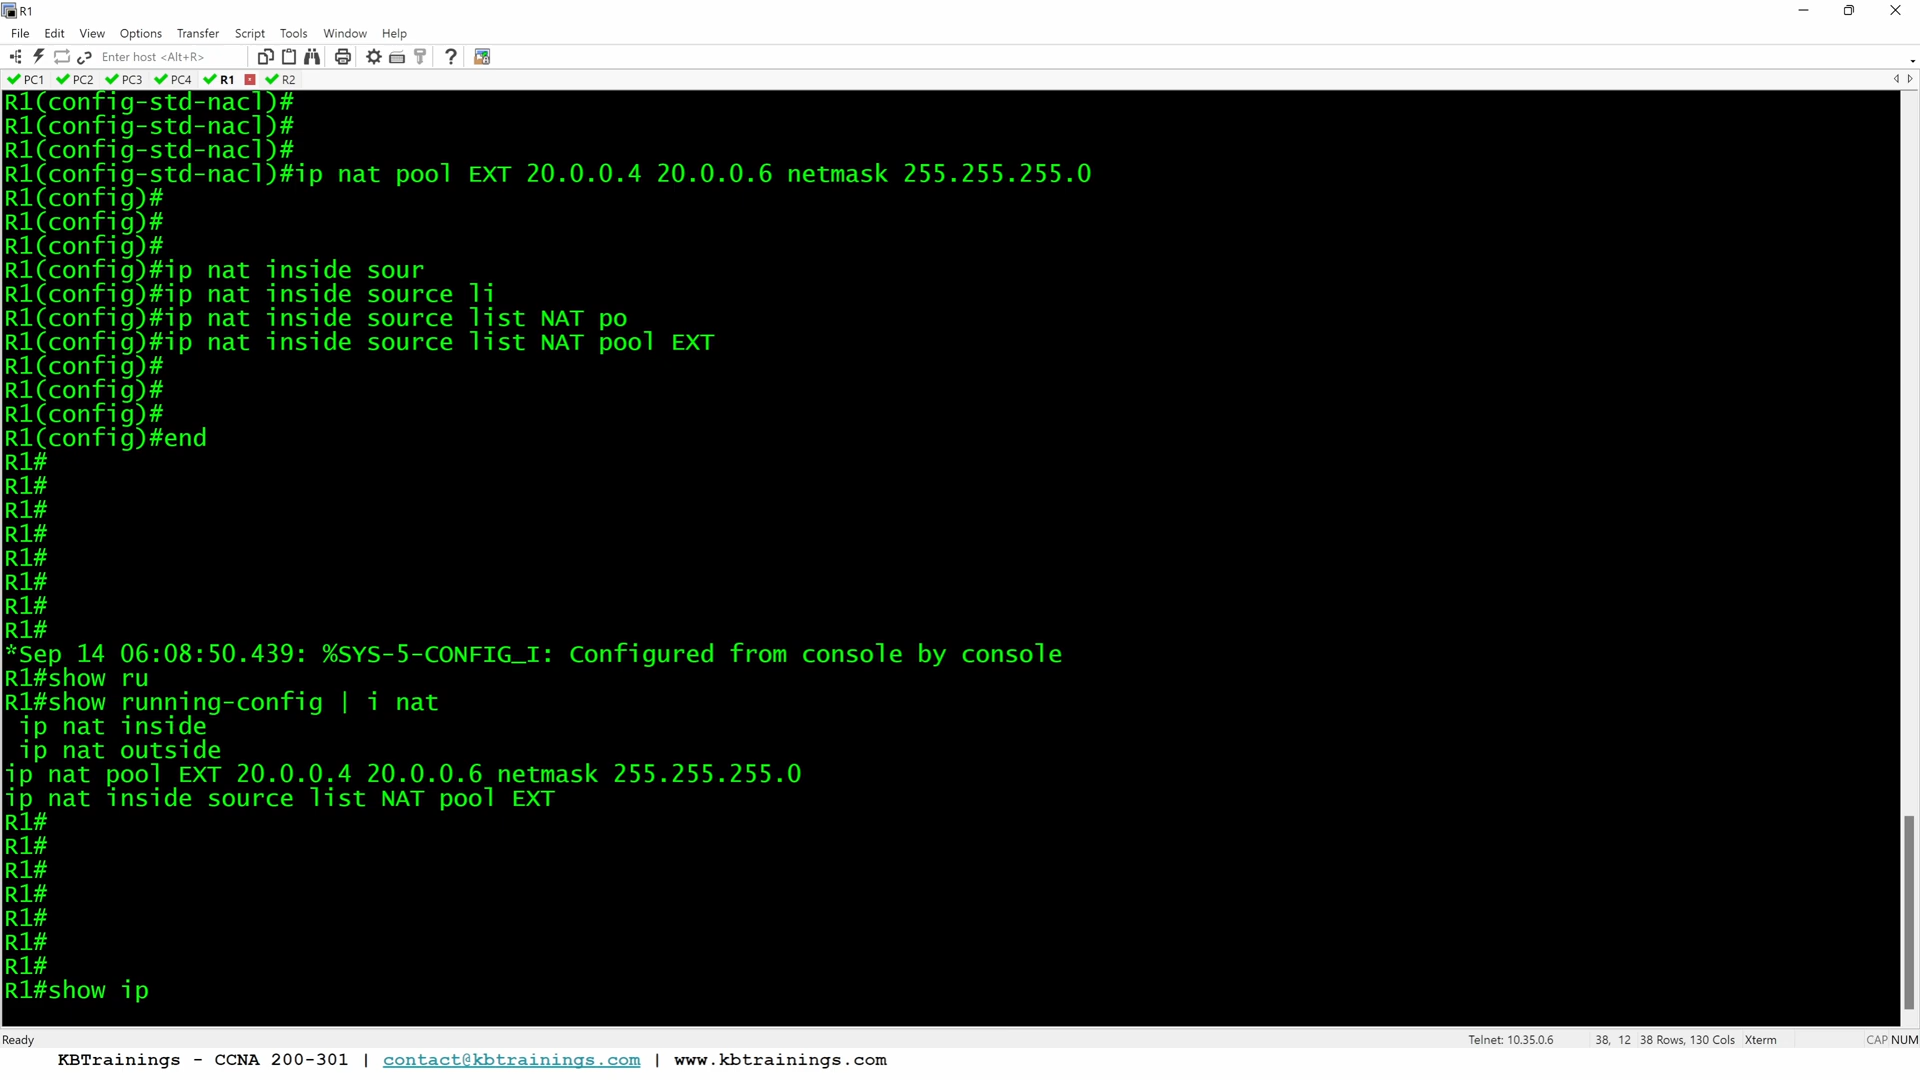 R1
File Edit View Options Transfer Script Tools Window Help
Enter host <Alt+R>
PC1 PC2 PC3 PC4 R1 R2
R1(config-std-nacl)#
R1(config-std-nacl)#
R1(config-std-nacl)#
R1(config-std-nacl)#ip nat pool EXT 20.0.0.4 20.0.0.6 netmask 255.255.255.0
R1(config)#
R1(config)#
R1(config)#
R1(config)#ip nat inside sour
R1(config)#ip nat inside source li
R1(config)#ip nat inside source list NAT po
R1(config)#ip nat inside source list NAT pool EXT
R1(config)#
R1(config)#
R1(config)#
R1(config)#end
R1#
R1#
R1#
R1#
R1#
R1#
R1#
R1#
*Sep 14 06:08:50.439: %SYS-5-CONFIG_I: Configured from console by console
R1#show ru
R1#show running-config | i nat
ip nat inside
ip nat outside
ip nat pool EXT 20.0.0.4 20.0.0.6 netmask 255.255.255.0
ip nat inside source list NAT pool EXT
R1#
R1#
R1#
R1#
R1#
R1#
R1#
R1#show ip
Ready Telnet: 10.35.0.6 38, 12 38 Rows, 130 Cols Xterm CAP NUM
KBTrainings - CCNA 200-301 | contact@kbtrainings.com | www.kbtrainings.com